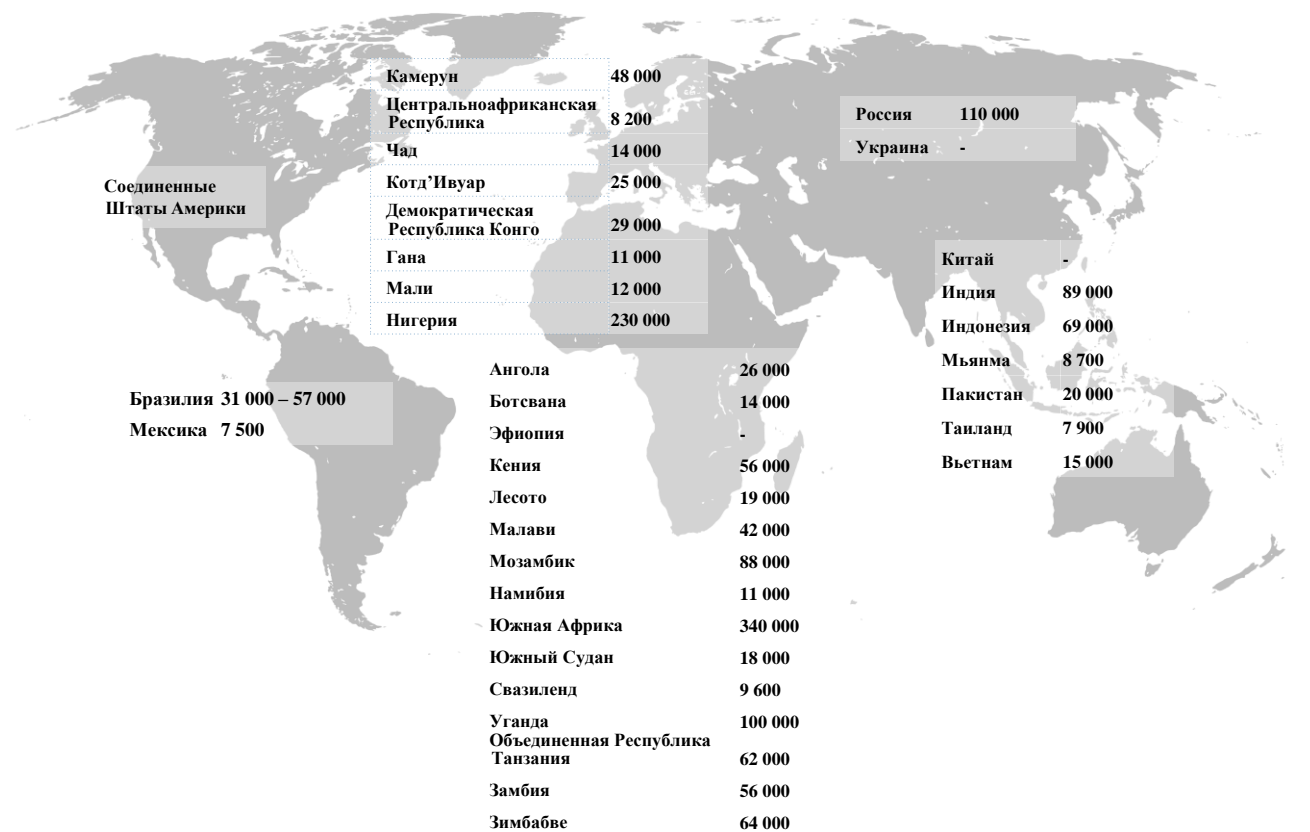 Камерун 48 000
Центральноафриканская
Республика 8 200
Чад 14 000
Котд’Ивуар 25 000
Демократическая
Республика Конго 29 000
Гана 11 000
Мали 12 000
Нигерия 230 000
Россия 110 000
Украина -
Соединенные
Штаты Америки
Китай -
Индия 89 000
Индонезия 69 000
Мьянма 8 700
Пакистан 20 000
Таиланд 7 900
Вьетнам 15 000
Бразилия 31 000 – 57 000
Мексика 7 500
Ангола 26 000
Ботсвана 14 000
Эфиопия -
Кения 56 000
Лесото 19 000
Малави 42 000
Мозамбик 88 000
Намибия 11 000
Южная Африка 340 000
Южный Судан 18 000
Свазиленд 9 600
Уганда 100 000
Объединенная Республика
Танзания 62 000
Замбия 56 000
Зимбабве 64 000